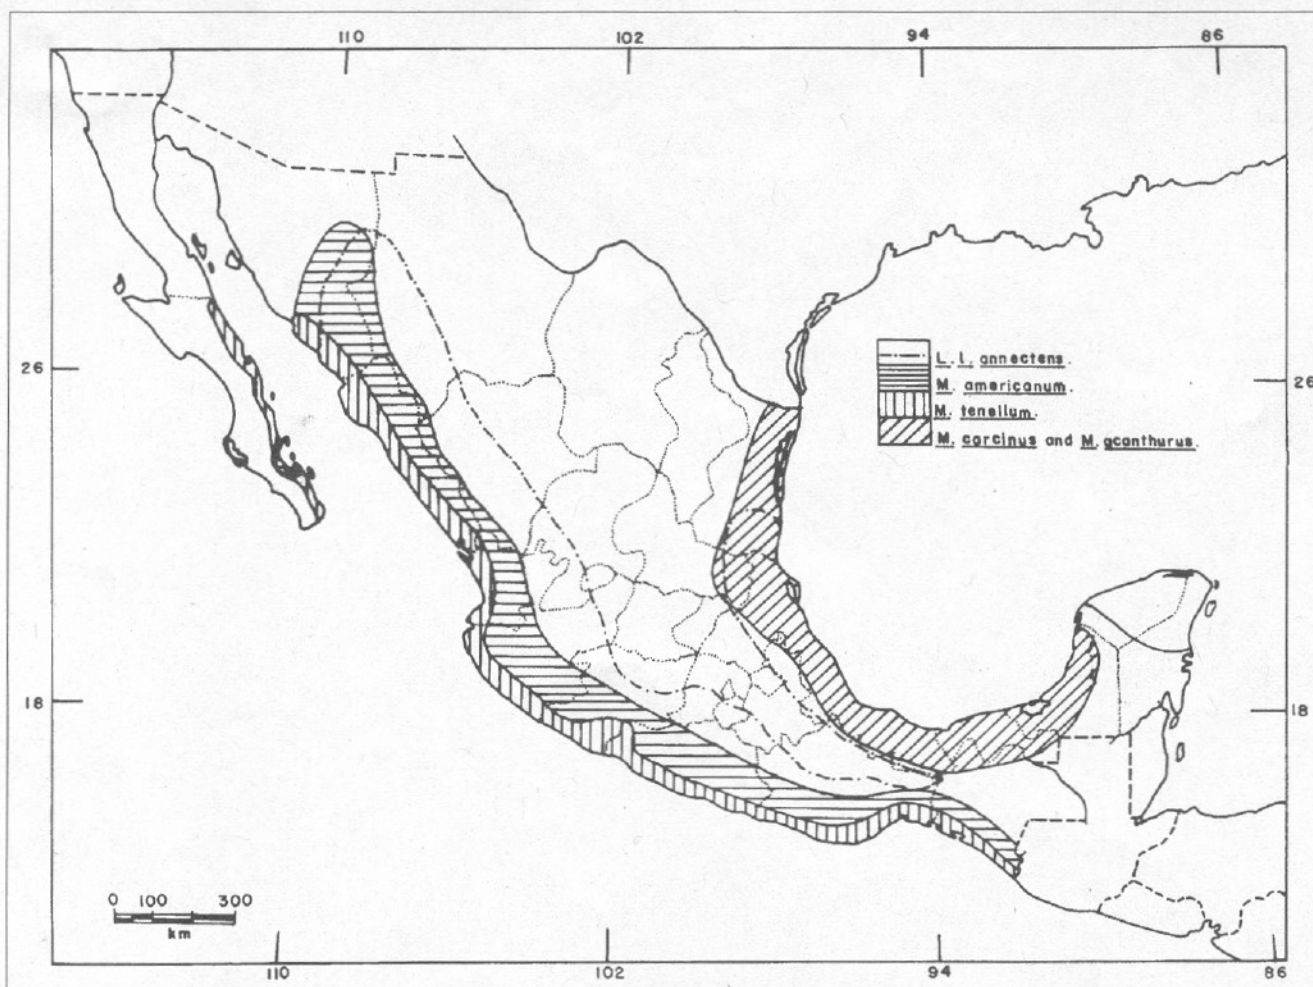 110 102 94 86
26 26
L. l. annectens.
M. americanum.
M. tenellum.
M. carcinus and M. acanthurus.
18 18
0 100 300
km
110 102 94 86